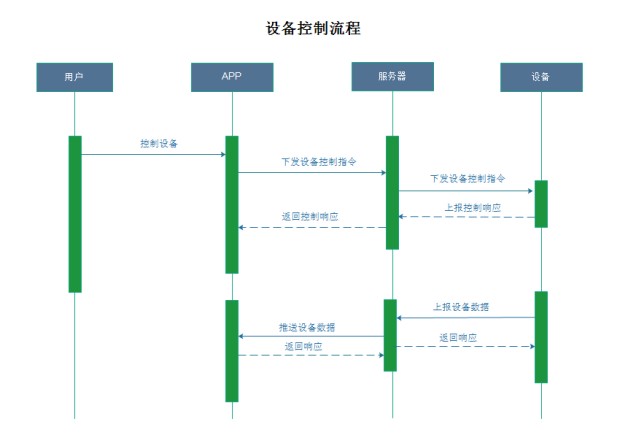 设备控制流程
用户
APP
服务器
设备
控制设备
下发设备控制指令
下发设备控制指令
上报控制响应
返回控制响应
上报设备数据
推送设备数据
返回响应
返回响应